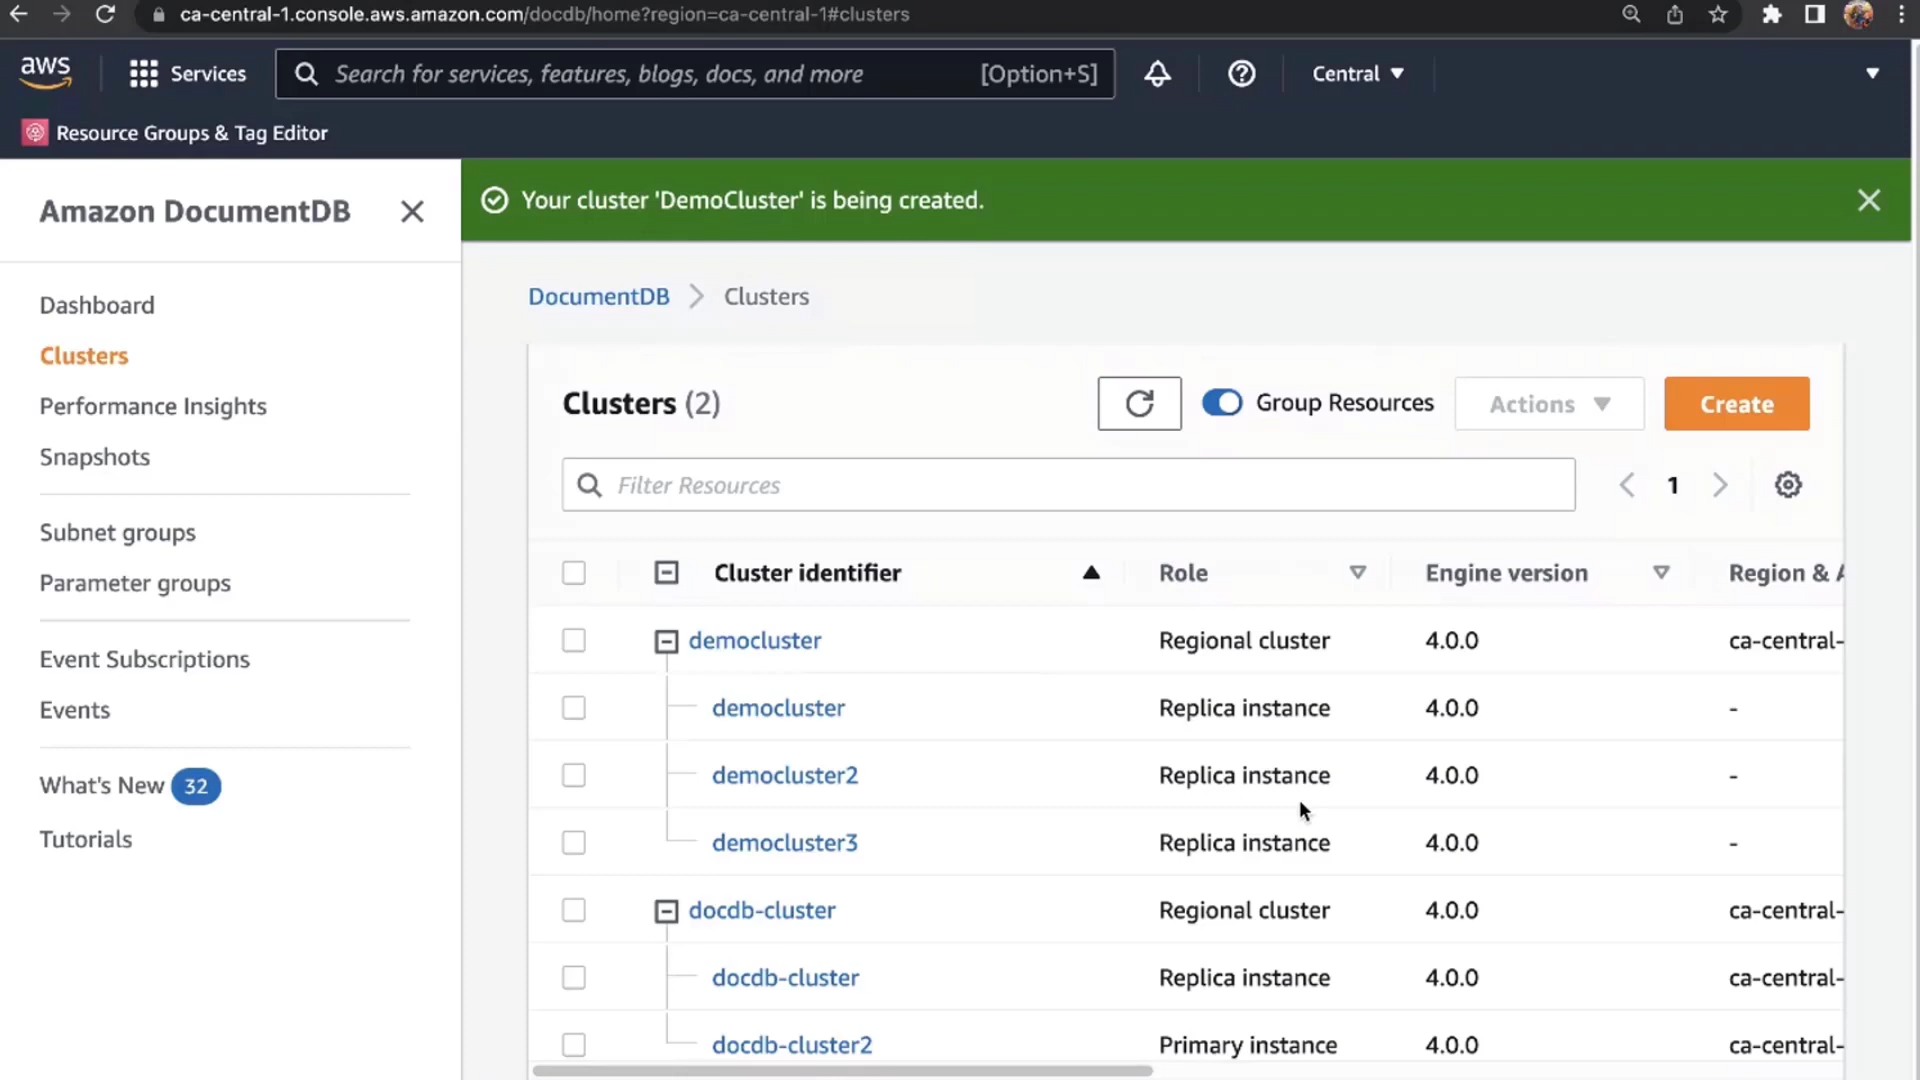 ca-central-1.console.aws.amazon.com/docdb/home?region=ca-central-1#clusters
aws Services Search for services, features, blogs, docs, and more [Option+S] Central
Resource Groups & Tag Editor
Amazon DocumentDB
Dashboard
Clusters
Performance Insights
Snapshots
Subnet groups
Parameter groups
Event Subscriptions
Events
What's New 32
Tutorials
Your cluster 'DemoCluster' is being created.
DocumentDB Clusters
Clusters (2) Group Resources Actions Create
Filter Resources 1
Cluster identifier Role Engine version Region &
democluster Regional cluster 4.0.0 ca-central-
democluster Replica instance 4.0.0 -
democluster2 Replica instance 4.0.0 -
democluster3 Replica instance 4.0.0 -
docdb-cluster Regional cluster 4.0.0 ca-central-
docdb-cluster Replica instance 4.0.0 ca-central-
docdb-cluster2 Primary instance 4.0.0 ca-central-